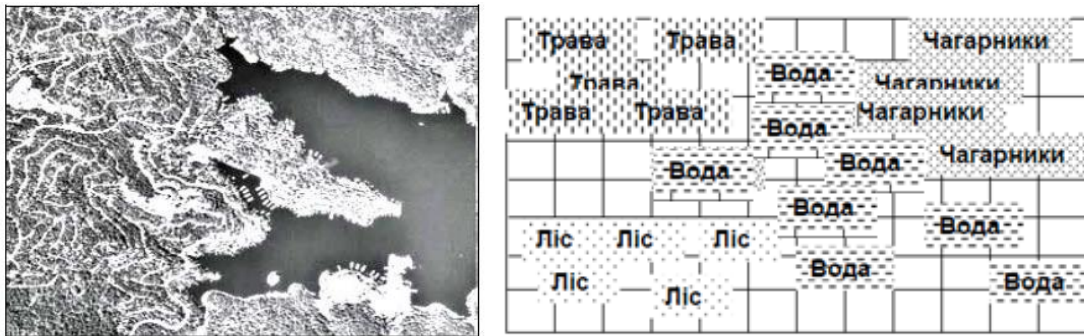 Трава Трава Чагарники
Трава Вода Чагарники
Трава Трава Вода Чагарники
Вода Вода Чагарники
Вода Вода
Ліс Ліс Ліс
Ліс Ліс Вода Вода